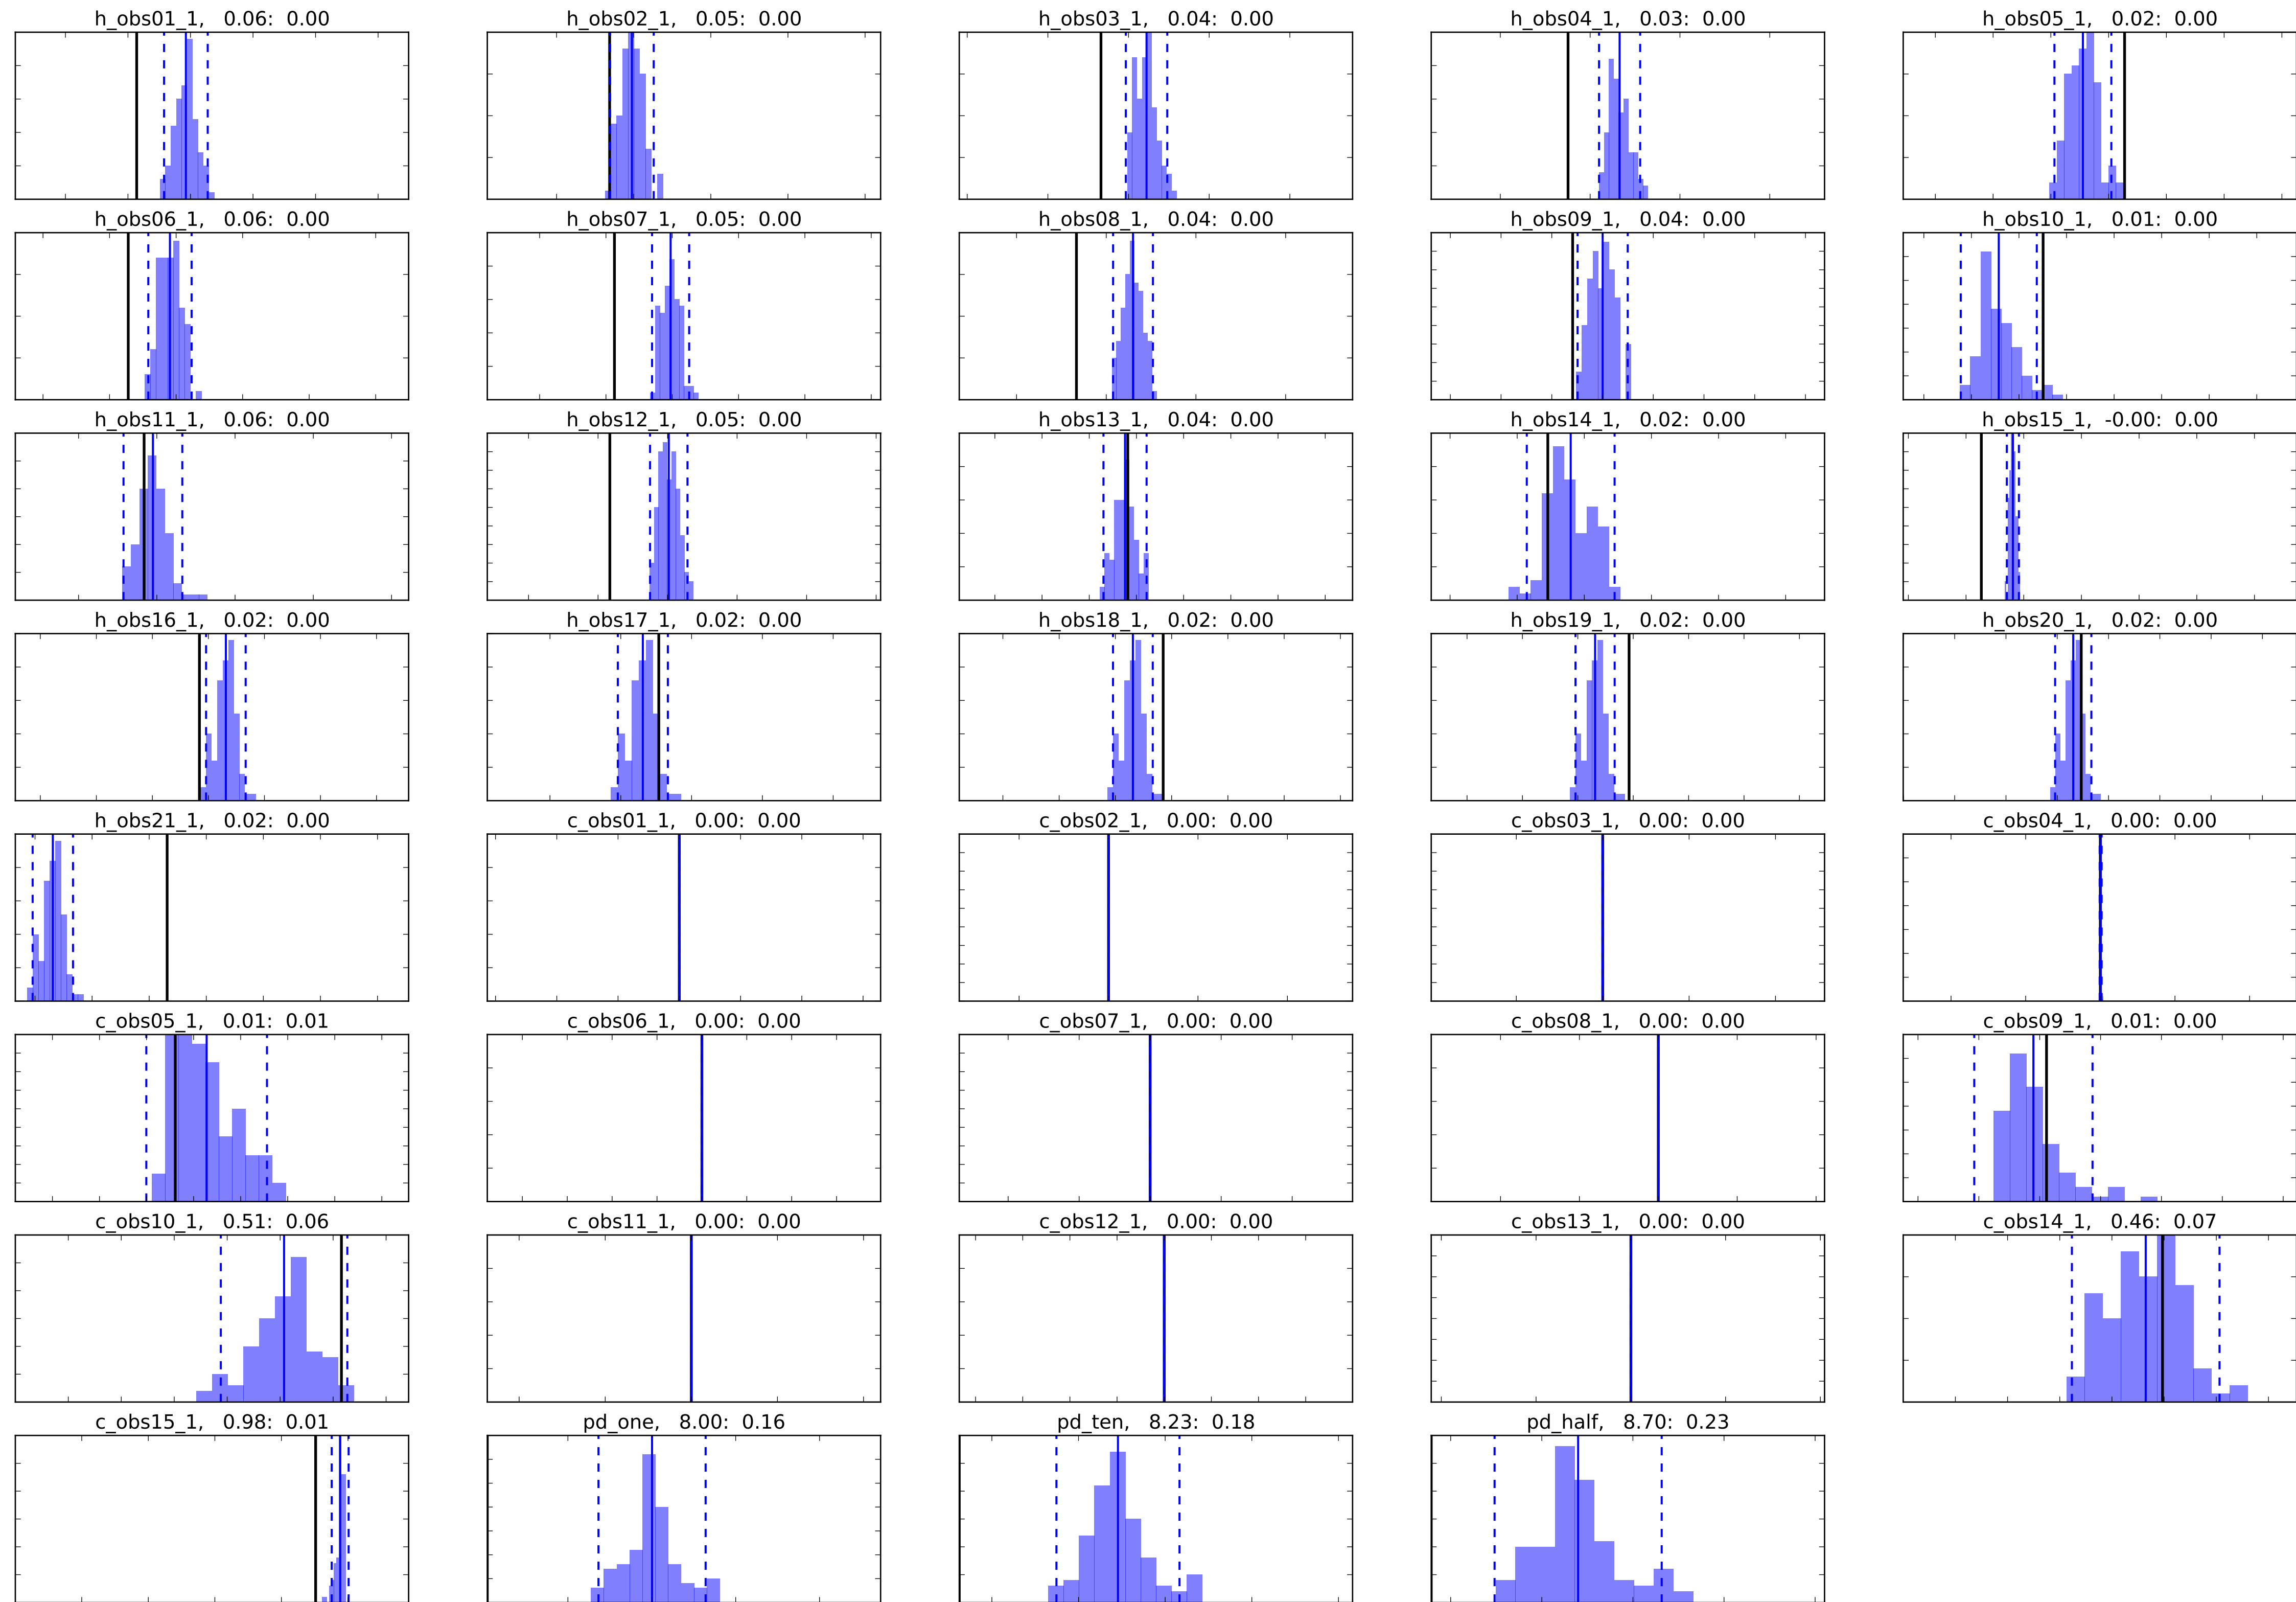 h_obs01_1, 0.06: 0.00
h_obs02_1, 0.05: 0.00
h_obs03_1, 0.04: 0.00
h_obs04_1, 0.03: 0.00
h_obs05_1, 0.02: 0.00
h_obs06_1, 0.06: 0.00
h_obs07_1, 0.05: 0.00
h_obs08_1, 0.04: 0.00
h_obs09_1, 0.04: 0.00
h_obs10_1, 0.01: 0.00
h_obs11_1, 0.06: 0.00
h_obs12_1, 0.05: 0.00
h_obs13_1, 0.04: 0.00
h_obs14_1, 0.02: 0.00
h_obs15_1, -0.00: 0.00
h_obs16_1, 0.02: 0.00
h_obs17_1, 0.02: 0.00
h_obs18_1, 0.02: 0.00
h_obs19_1, 0.02: 0.00
h_obs20_1, 0.02: 0.00
h_obs21_1, 0.02: 0.00
c_obs01_1, 0.00: 0.00
c_obs02_1, 0.00: 0.00
c_obs03_1, 0.00: 0.00
c_obs04_1, 0.00: 0.00
c_obs05_1, 0.01: 0.01
c_obs06_1, 0.00: 0.00
c_obs07_1, 0.00: 0.00
c_obs08_1, 0.00: 0.00
c_obs09_1, 0.01: 0.00
c_obs10_1, 0.51: 0.06
c_obs11_1, 0.00: 0.00
c_obs12_1, 0.00: 0.00
c_obs13_1, 0.00: 0.00
c_obs14_1, 0.46: 0.07
c_obs15_1, 0.98: 0.01
pd_one, 8.00: 0.16
pd_ten, 8.23: 0.18
pd_half, 8.70: 0.23